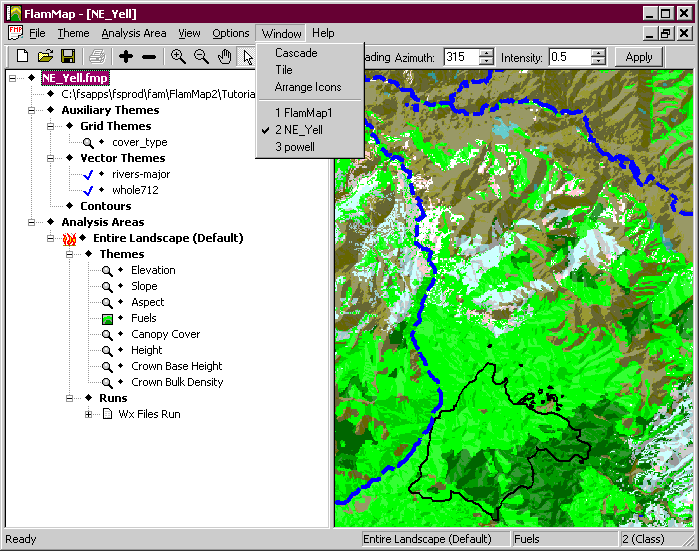 FlamMap - [NE_Yell]
FMP File Theme Analysis Area View Options Window Help
ading Azimuth: 315 Intensity: 0.5 Apply
Cascade
Tile
Arrange Icons
1 FlamMap1
2 NE_Yell
3 powell
NE_Yell.fmp
C:\fsapps\fsprod\fam\FlamMap2\Tutoria
Auxiliary Themes
Grid Themes
cover_type
Vector Themes
rivers-major
whole712
Contours
Analysis Areas
Entire Landscape (Default)
Themes
Elevation
Slope
Aspect
Fuels
Canopy Cover
Height
Crown Base Height
Crown Bulk Density
Runs
Wx Files Run
Ready Entire Landscape (Default) Fuels 2 (Class)